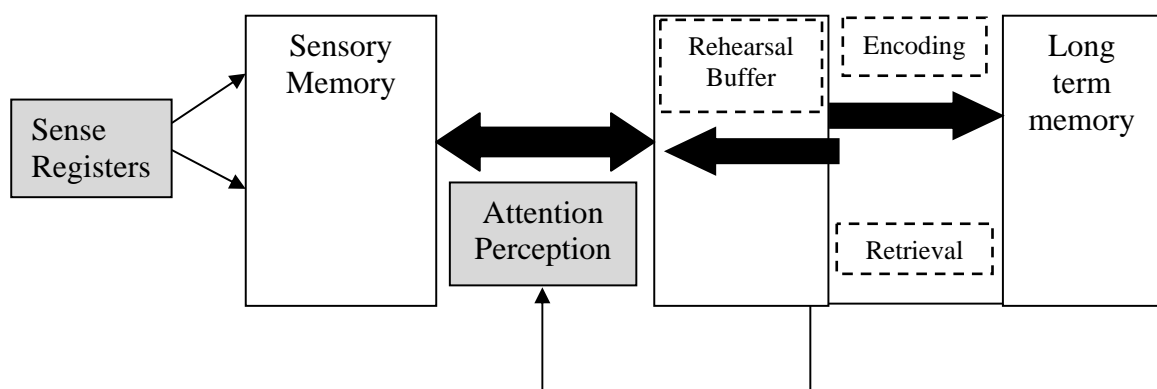 Sense
Registers
Sensory
Memory
Attention
Perception
Rehearsal
Buffer
Encoding
Retrieval
Long
term
memory